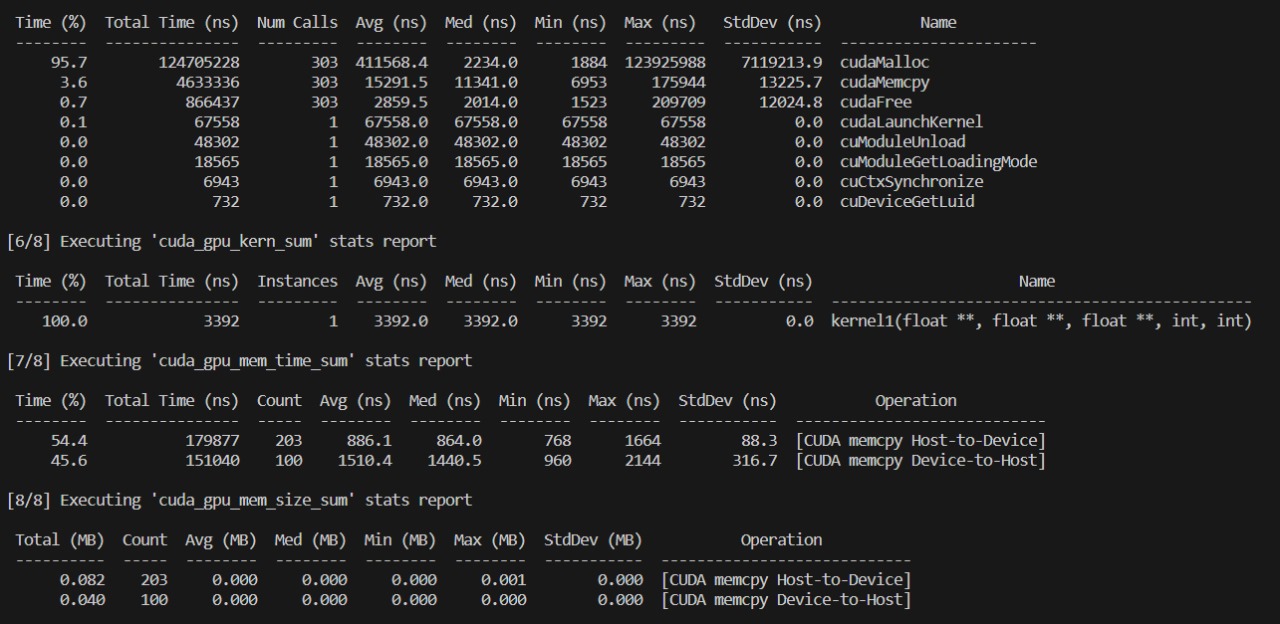 Time (%)  Total Time (ns)  Num Calls  Avg (ns)  Med (ns)  Min (ns)  Max (ns)  StdDev (ns)  Name
--------  ---------------  ---------  --------  --------  --------  ---------  -----------  ----------------------
95.7  124705228  303  411568.4  2234.0  1884  123925988  7119213.9  cudaMalloc
3.6  4633336  303  15291.5  11341.0  6953  175944  13225.7  cudaMemcpy
0.7  866437  303  2859.5  2014.0  1523  209709  12024.8  cudaFree
0.1  67558  1  67558.0  67558.0  67558  67558  0.0  cudaLaunchKernel
0.0  48302  1  48302.0  48302.0  48302  48302  0.0  cuModuleUnload
0.0  18565  1  18565.0  18565.0  18565  18565  0.0  cuModuleGetLoadingMode
0.0  6943  1  6943.0  6943.0  6943  6943  0.0  cuCtxSynchronize
0.0  732  1  732.0  732.0  732  732  0.0  cuDeviceGetLuid
[6/8] Executing 'cuda_gpu_kern_sum' stats report
Time (%)  Total Time (ns)  Instances  Avg (ns)  Med (ns)  Min (ns)  Max (ns)  StdDev (ns)  Name
--------  ---------------  ---------  --------  --------  --------  --------  -----------  -----------------------------------------------
100.0  3392  1  3392.0  3392.0  3392  3392  0.0  kernel1(float **, float **, float **, int, int)
[7/8] Executing 'cuda_gpu_mem_time_sum' stats report
Time (%)  Total Time (ns)  Count  Avg (ns)  Med (ns)  Min (ns)  Max (ns)  StdDev (ns)  Operation
--------  ---------------  -----  --------  --------  --------  --------  -----------  ----------------------------
54.4  179877  203  886.1  864.0  768  1664  88.3  [CUDA memcpy Host-to-Device]
45.6  151040  100  1510.4  1440.5  960  2144  316.7  [CUDA memcpy Device-to-Host]
[8/8] Executing 'cuda_gpu_mem_size_sum' stats report
Total (MB)  Count  Avg (MB)  Med (MB)  Min (MB)  Max (MB)  StdDev (MB)  Operation
----------  -----  --------  --------  --------  --------  -----------  ----------------------------
0.082  203  0.000  0.000  0.000  0.001  0.000  [CUDA memcpy Host-to-Device]
0.040  100  0.000  0.000  0.000  0.000  0.000  [CUDA memcpy Device-to-Host]